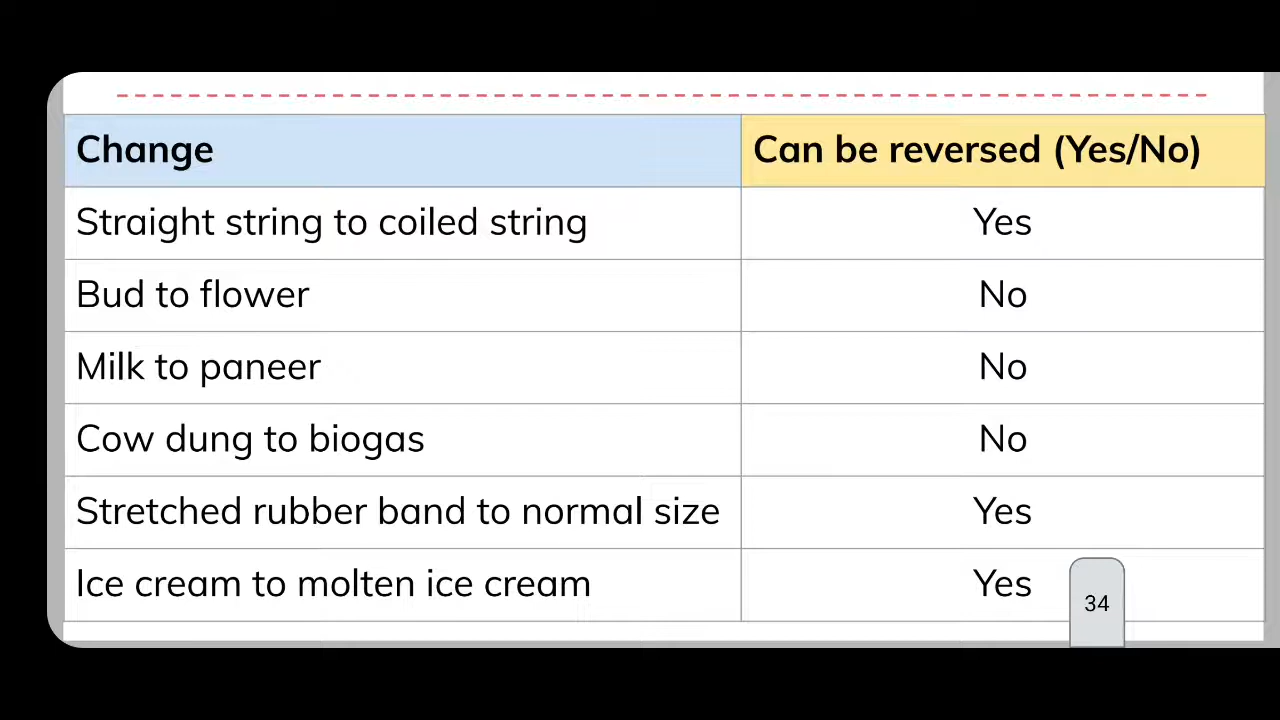 Change Can be reversed (Yes/No)
Straight string to coiled string Yes
Bud to flower No
Milk to paneer No
Cow dung to biogas No
Stretched rubber band to normal size Yes
Ice cream to molten ice cream Yes
34